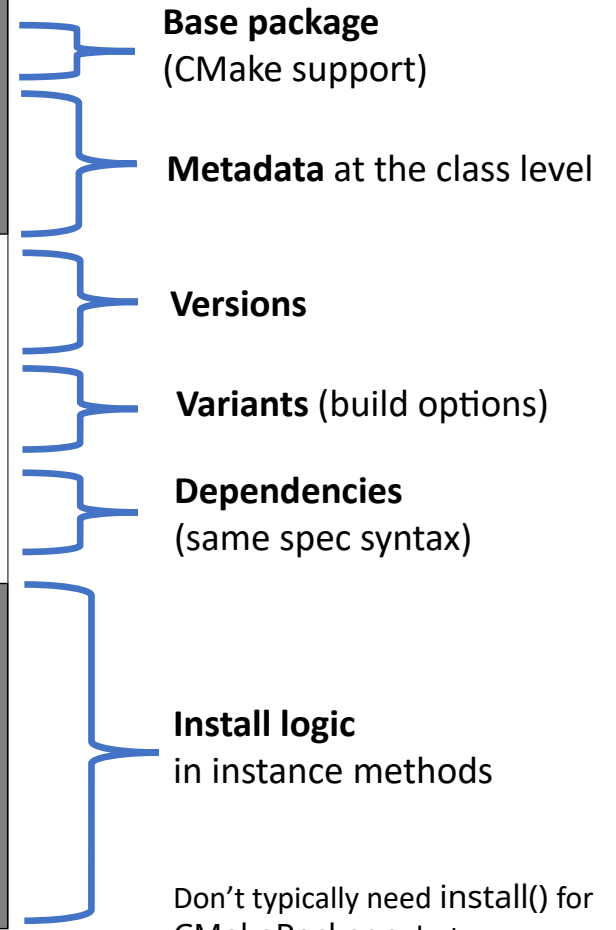 Base package
(CMake support)
Metadata at the class level
Versions
Variants (build options)
Dependencies
(same spec syntax)
Install logic
in instance methods
Don’t typically need install() for